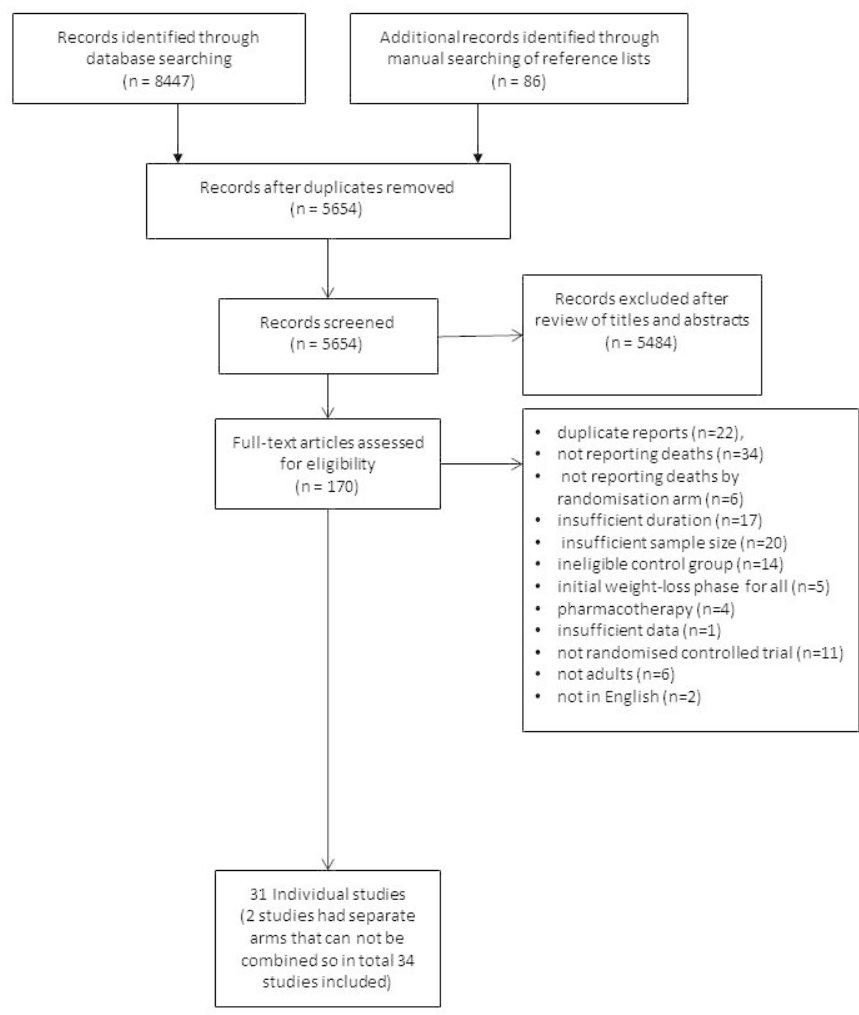 Records identified through
database searching
(n = 8447)
Additional records identified through
manual searching of reference lists
(n = 86)
Records after duplicates removed
(n = 5654)
Records screened
(n = 5654)
Records excluded after
review of titles and abstracts
(n = 5484)
Full-text articles assessed
for eligibility
(n = 170)
• duplicate reports (n=22),
• not reporting deaths (n=34)
• not reporting deaths by
randomisation arm (n=6)
• insufficient duration (n=17)
• insufficient sample size (n=20)
• ineligible control group (n=14)
• initial weight-loss phase for all (n=5)
• pharmacotherapy (n=4)
• insufficient data (n=1)
• not randomised controlled trial (n=11)
• not adults (n=6)
• not in English (n=2)
31 Individual studies
(2 studies had separate
arms that can not be
combined so in total 34
studies included)